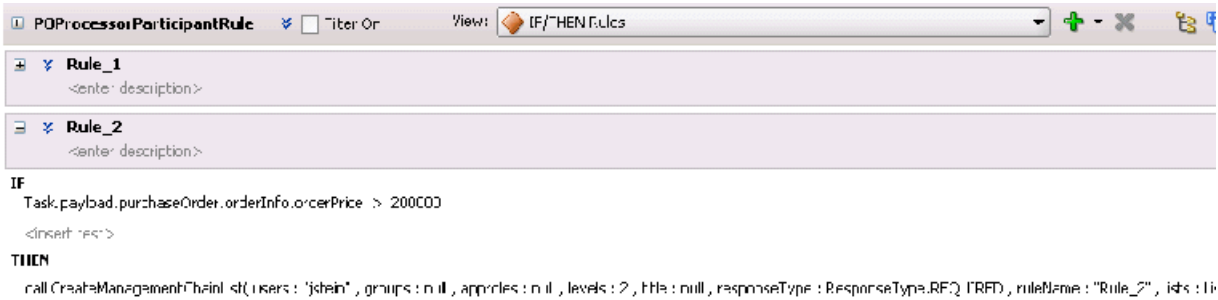 POProcessorParticipantRule Filter On View: IF/THEN Rules
Rule_1
<enter description>
Rule_2
<enter description>
IF
Task.payload.purchaseOrder.orderInfo.orderPrice > 200000
<insert test>
THEN
call CreateManagementChainList( users : "jstein" , groups : null , approles : null , levels : 2 , title : null , responseType : ResponseType.REQUIRED , ruleName : "Rule_2" , lists : Lis